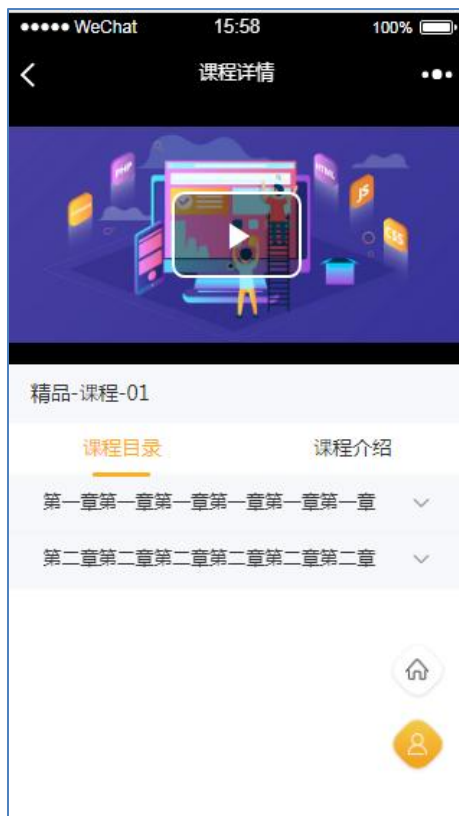 WeChat 15:58 100%
课程详情
PHP
HTML
JS
CSS
精品-课程-01
课程目录 课程介绍
第一章第一章第一章第一章第一章第一章
第二章第二章第二章第二章第二章第二章